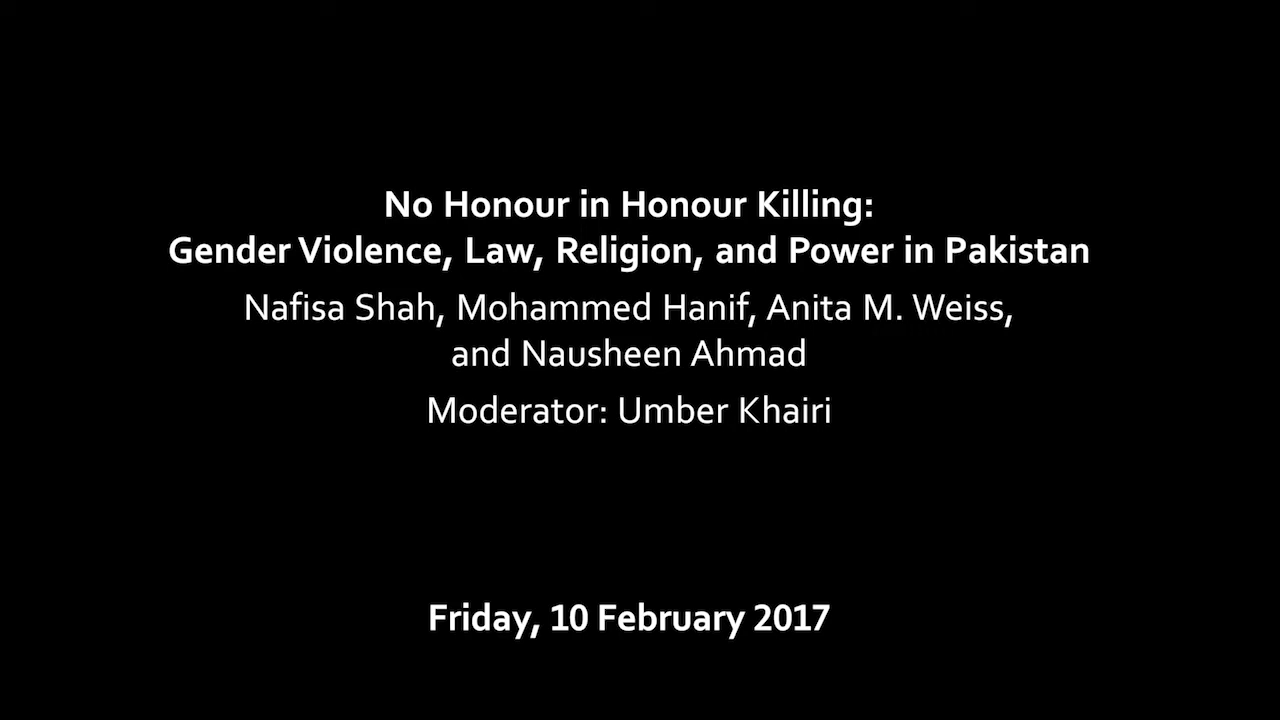 No Honour in Honour Killing:
Gender Violence, Law, Religion, and Power in Pakistan
Nafisa Shah, Mohammed Hanif, Anita M. Weiss,
and Nausheen Ahmad
Moderator: Umber Khairi
Friday, 10 February 2017